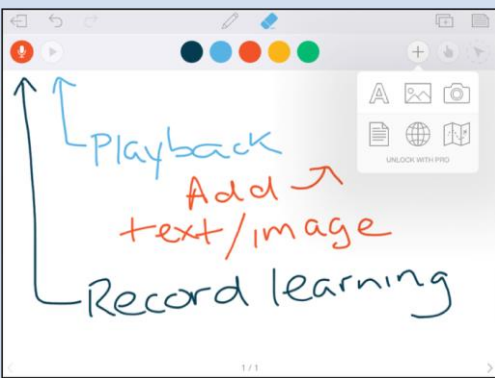 Playback
Add
text/image
Record learning
A
UNLOCK WITH PRO
1 / 1